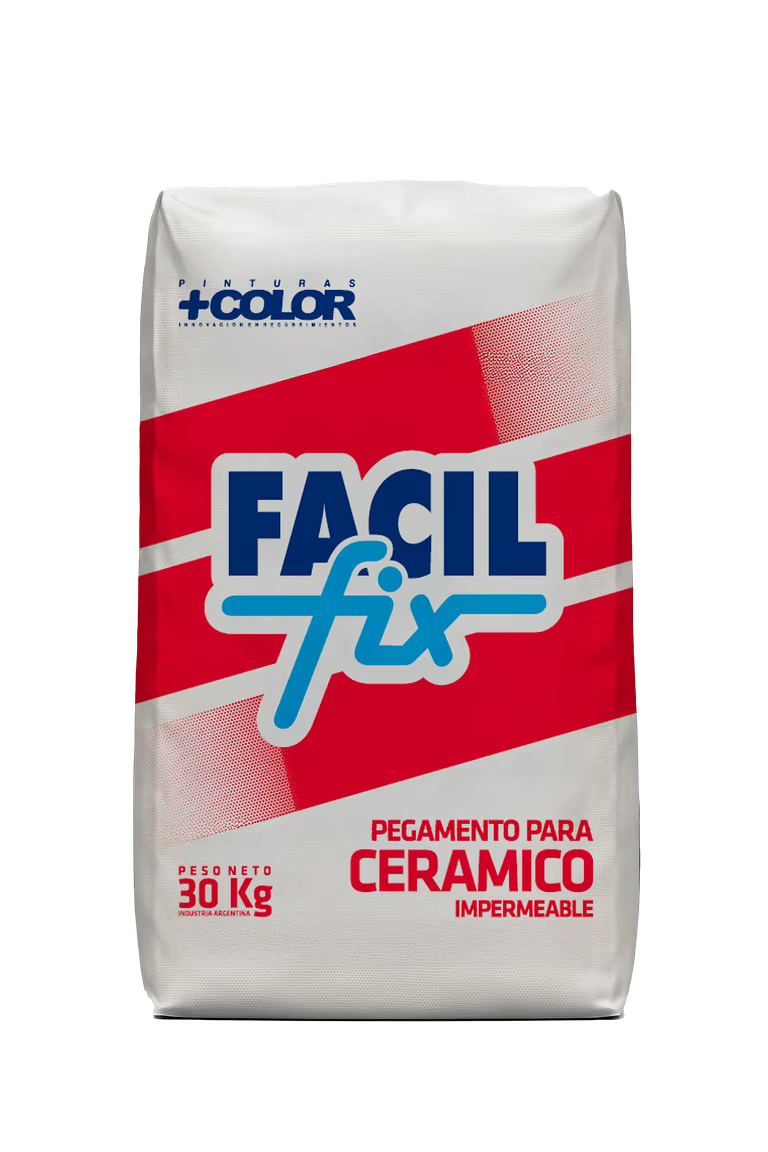 PINTURAS
+COLOR
INNOVACION EN RECUBRIMIENTOS
FACIL
fix
PEGAMENTO PARA
CERAMICO
IMPERMEABLE
PESO NETO
30 Kg
INDUSTRIA ARGENTINA